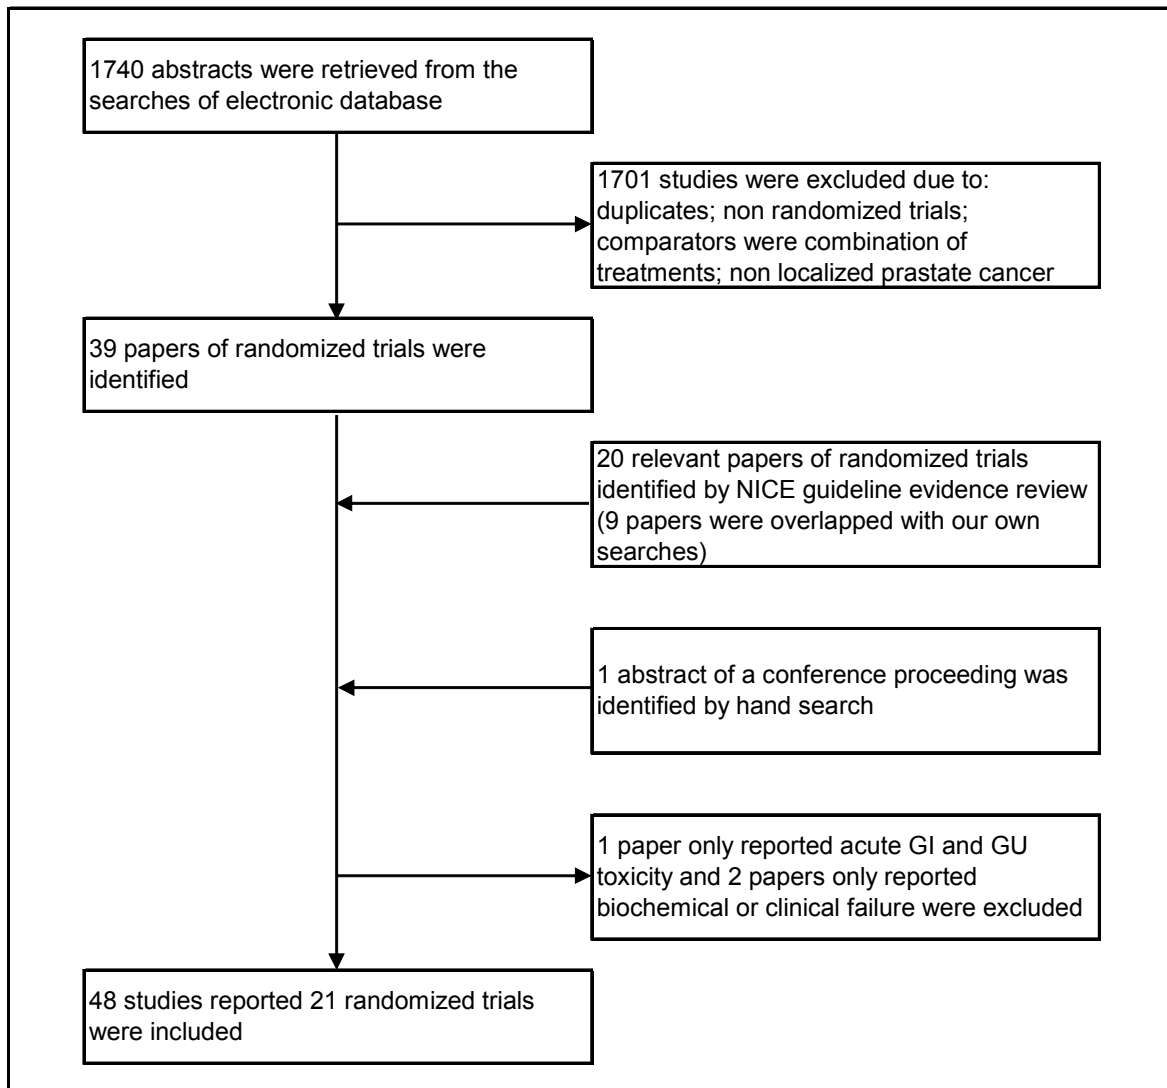 1740 abstracts were retrieved from the
searches of electronic database
1701 studies were excluded due to:
duplicates; non randomized trials;
comparators were combination of
treatments; non localized prastate cancer
39 papers of randomized trials were
identified
20 relevant papers of randomized trials
identified by NICE guideline evidence review
(9 papers were overlapped with our own
searches)
1 abstract of a conference proceeding was
identified by hand search
1 paper only reported acute GI and GU
toxicity and 2 papers only reported
biochemical or clinical failure were excluded
48 studies reported 21 randomized trials
were included